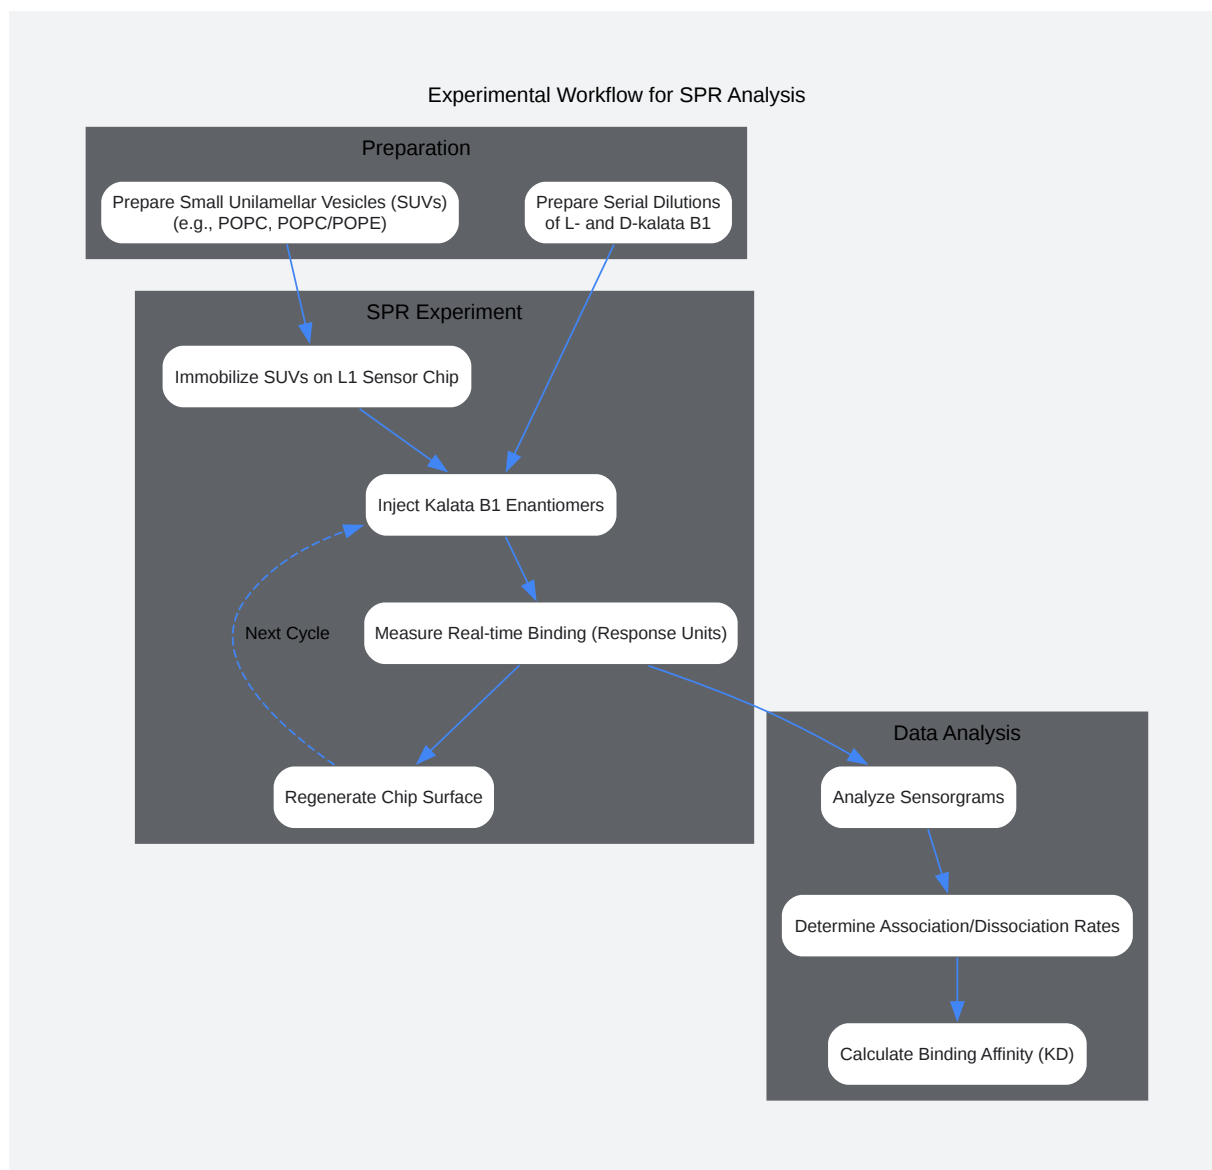 Experimental Workflow for SPR Analysis
Preparation
Prepare Small Unilamellar Vesicles (SUVs)
(e.g., POPC, POPC/POPE)
Prepare Serial Dilutions
of L- and D-kalata B1
SPR Experiment
Immobilize SUVs on L1 Sensor Chip
Inject Kalata B1 Enantiomers
Next Cycle
Measure Real-time Binding (Response Units)
Regenerate Chip Surface
Data Analysis
Analyze Sensorgrams
Determine Association/Dissociation Rates
Calculate Binding Affinity (KD)